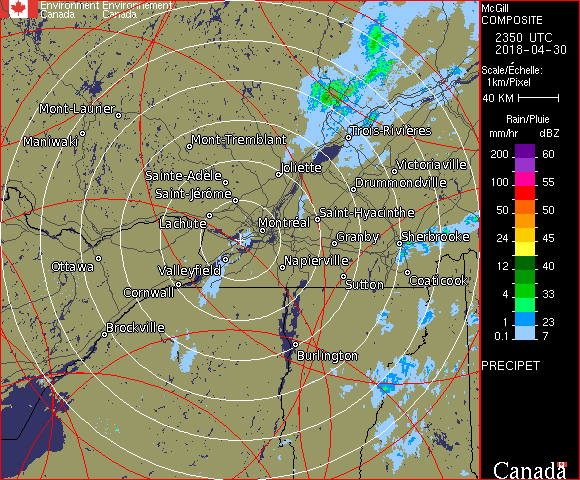 Environment Environnement
Canada Canada
McGill
COMPOSITE
2350 UTC
2018-04-30
Scale/Échelle:
1km/Pixel
40 KM
Rain/Pluie
mm/hr dBZ
200 60
100 55
50 50
24 45
12 40
4 33
1 23
0.1 7
PRECIPET
Canada
Mont-Laurier
Maniwaki
Mont-Tremblant
Trois-Rivières
Sainte-Adèle
Joliette
Victoriaville
Saint-Jérôme
Drummondville
Lachute
Montréal
Saint-Hyacinthe
Granby
Sherbrooke
Ottawa
Valleyfield
Napierville
Cornwall
Sutton
Coaticook
Brockville
Burlington